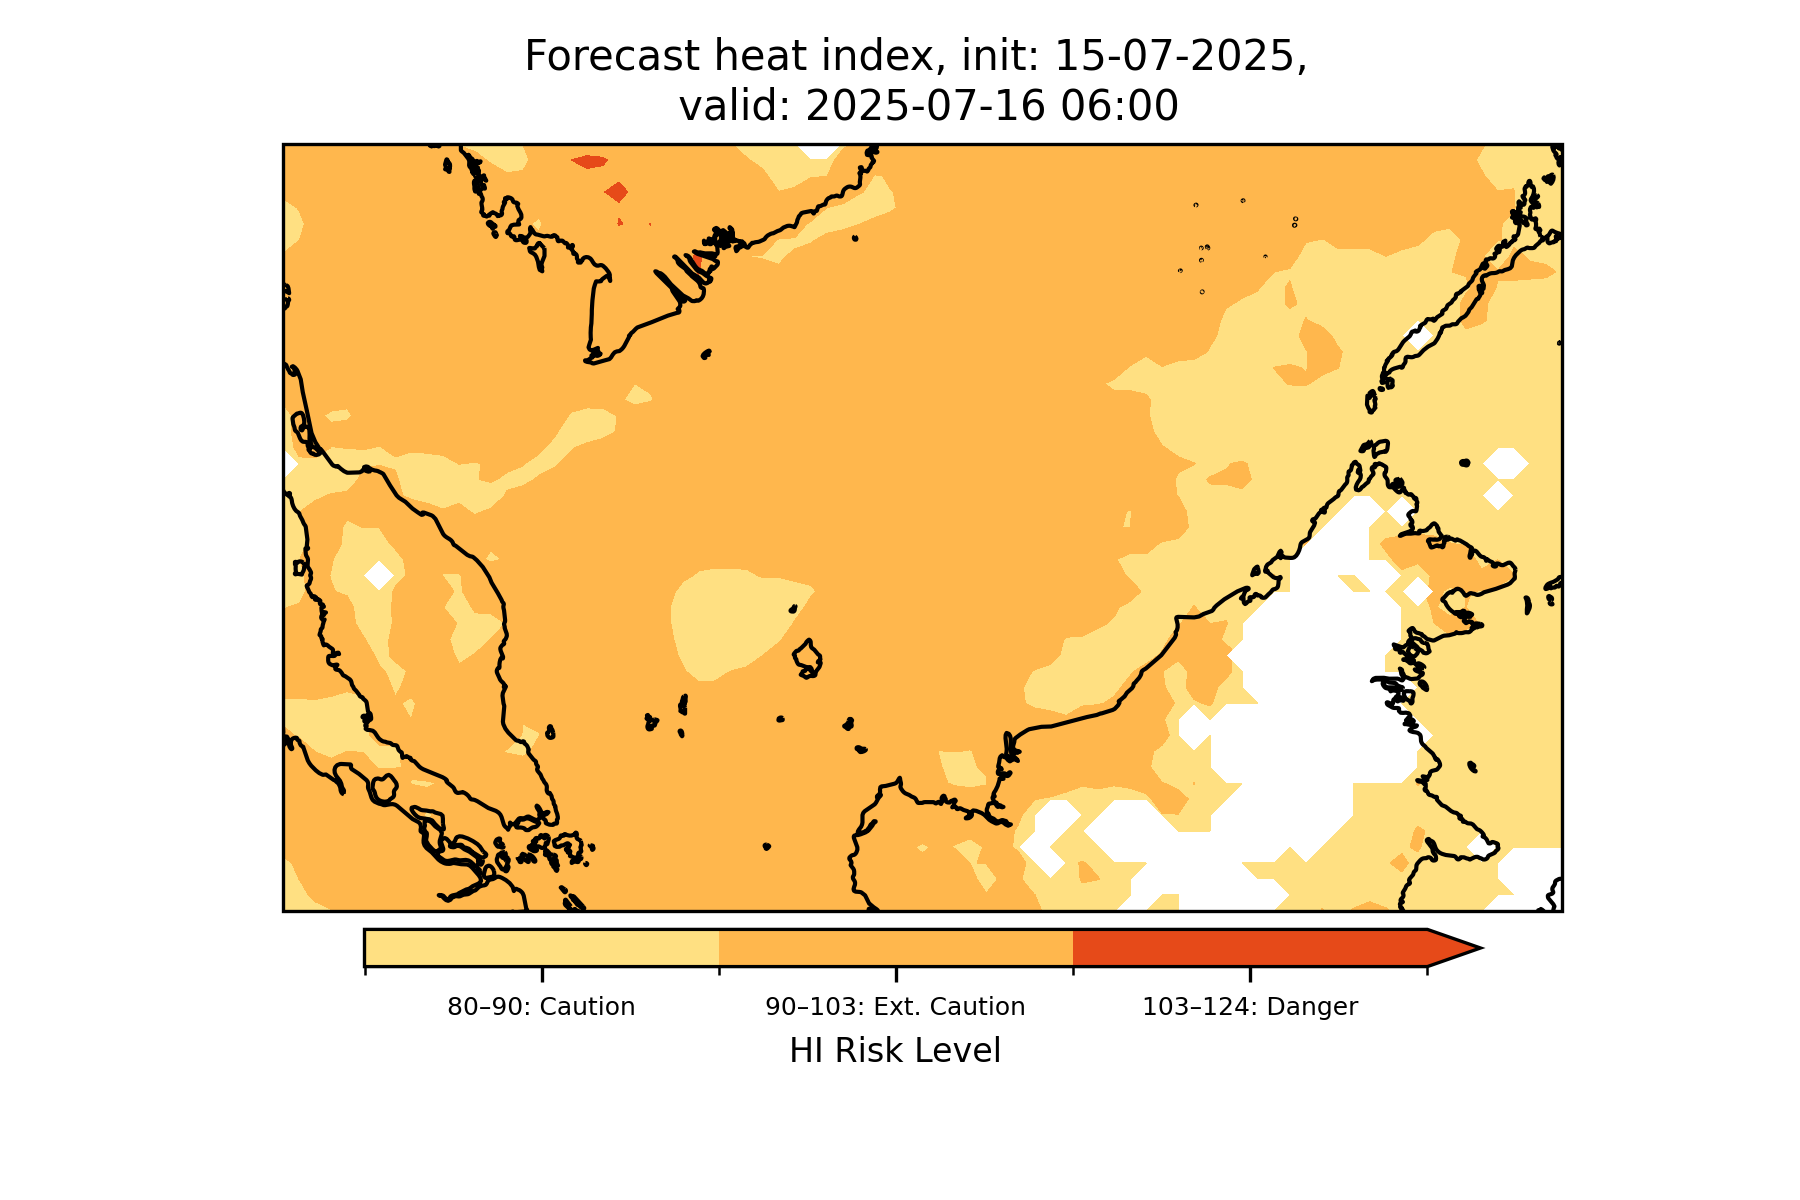 Forecast heat index, init: 15-07-2025,
valid: 2025-07-16 06:00
80–90: Caution
90–103: Ext. Caution
103–124: Danger
HI Risk Level